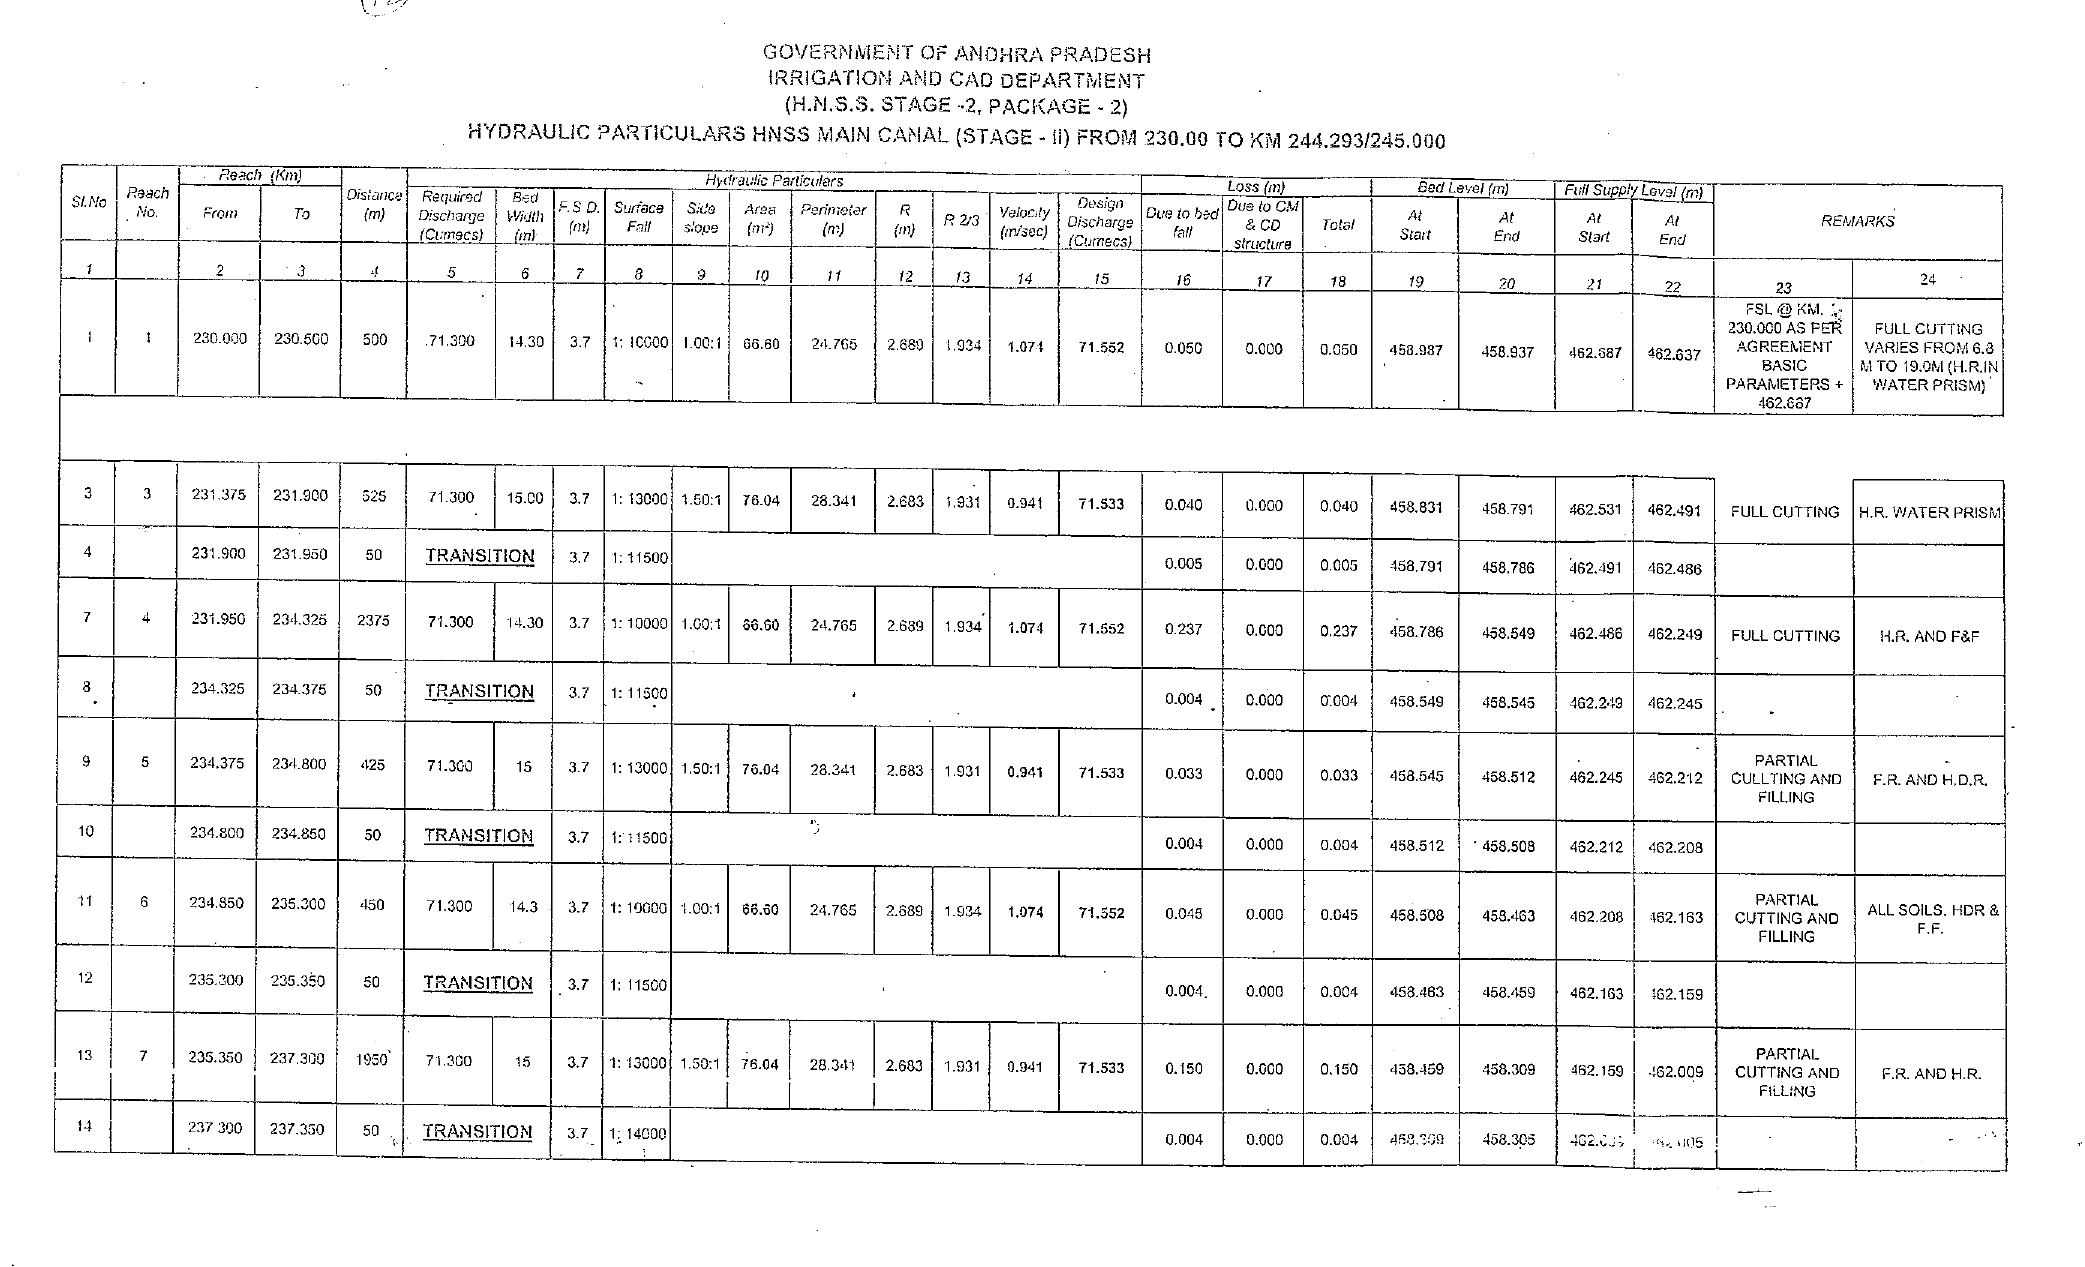 GOVERNMENT OF ANDHRA PRADESH
IRRIGATION AND CAD DEPARTMENT
(H.N.S.S. STAGE -2, PACKAGE - 2)
HYDRAULIC PARTICULARS HNSS MAIN CANAL (STAGE - II) FROM 230.00 TO KM 244.293/245.000
Sl.No Reach No. Reach (Km) From To Distance (m) Hydraulic Particulars Required Discharge (Cumecs) Bed Width (m) F.S D. (m) Surface Fall Side slope Area (m²) Perimeter (m) R (m) R 2/3 Velocity (m/sec) Design Discharge (Cumecs) Loss (m) Due to bed fall Due to CM & CD structure Total Bed Level (m) At Start At End Full Supply Level (m) At Start At End REMARKS
1 2 3 4 5 6 7 8 9 10 11 12 13 14 15 16 17 18 19 20 21 22 23 24
1 1 230.000 230.500 500 71.300 14.30 3.7 1: 10000 1.00:1 66.60 24.765 2.689 1.934 1.074 71.552 0.050 0.000 0.050 458.987 458.937 462.687 462.637 FSL @ KM. 230.000 AS PER AGREEMENT BASIC PARAMETERS + 462.687 FULL CUTTING VARIES FROM 6.8 M TO 19.0M (H.R.IN WATER PRISM)
3 3 231.375 231.900 525 71.300 15.00 3.7 1: 13000 1.50:1 76.04 28.341 2.683 1.931 0.941 71.533 0.040 0.000 0.040 458.831 458.791 462.531 462.491 FULL CUTTING H.R. WATER PRISM
4 231.900 231.950 50 TRANSITION 3.7 1: 11500 0.005 0.000 0.005 458.791 458.786 462.491 462.486
7 4 231.950 234.325 2375 71.300 14.30 3.7 1: 10000 1.00:1 66.60 24.765 2.689 1.934 1.074 71.552 0.237 0.000 0.237 458.786 458.549 462.486 462.249 FULL CUTTING H.R. AND F&F
8 234.325 234.375 50 TRANSITION 3.7 1: 11500 0.004 0.000 0.004 458.549 458.545 462.249 462.245
9 5 234.375 234.800 425 71.300 15 3.7 1: 13000 1.50:1 76.04 28.341 2.683 1.931 0.941 71.533 0.033 0.000 0.033 458.545 458.512 462.245 462.212 PARTIAL CULLTING AND FILLING F.R. AND H.D.R.
10 234.800 234.850 50 TRANSITION 3.7 1: 11500 0.004 0.000 0.004 458.512 458.508 462.212 462.208
11 6 234.850 235.300 450 71.300 14.3 3.7 1: 10000 1.00:1 66.60 24.765 2.689 1.934 1.074 71.552 0.045 0.000 0.045 458.508 458.463 462.208 462.163 PARTIAL CUTTING AND FILLING ALL SOILS. HDR & F.F.
12 235.300 235.350 50 TRANSITION 3.7 1: 11500 0.004 0.000 0.004 458.463 458.459 462.163 462.159
13 7 235.350 237.300 1950 71.300 15 3.7 1: 13000 1.50:1 76.04 28.341 2.683 1.931 0.941 71.533 0.150 0.000 0.150 458.459 458.309 462.159 462.009 PARTIAL CUTTING AND FILLING F.R. AND H.R.
14 237 300 237.350 50 TRANSITION 3.7 1: 14000 0.004 0.000 0.004 458.309 458.305